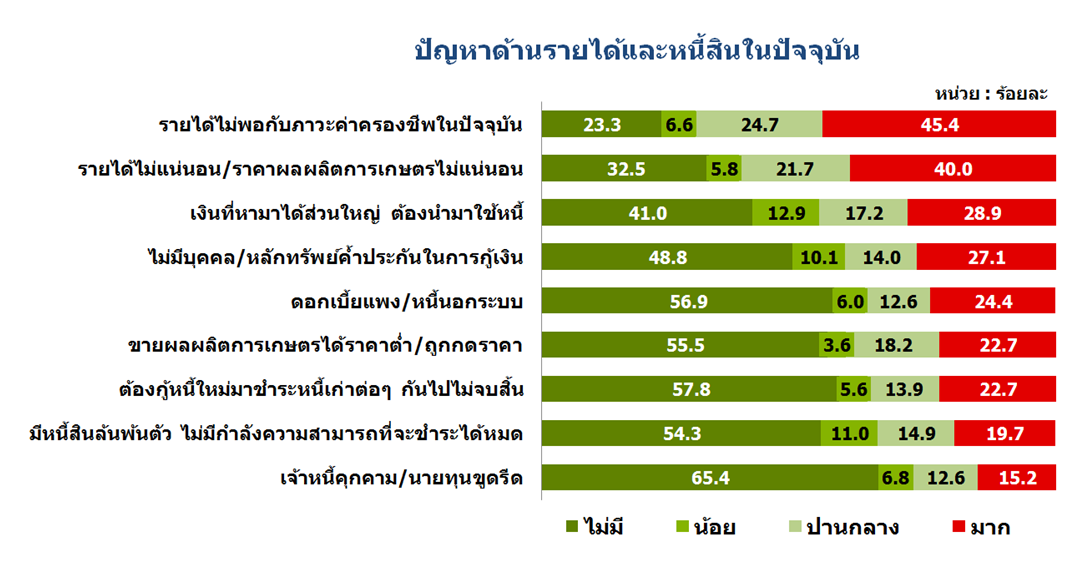 ปัญหาด้านรายได้และหนี้สินในปัจจุบัน
หน่วย : ร้อยละ
รายได้ไม่พอกับภาวะค่าครองชีพในปัจจุบัน 23.3 6.6 24.7 45.4
รายได้ไม่แน่นอน/ราคาผลผลิตการเกษตรไม่แน่นอน 32.5 5.8 21.7 40.0
เงินที่หามาได้ส่วนใหญ่ ต้องนำมาใช้หนี้ 41.0 12.9 17.2 28.9
ไม่มีบุคคล/หลักทรัพย์ค้ำประกันในการกู้เงิน 48.8 10.1 14.0 27.1
ดอกเบี้ยแพง/หนี้นอกระบบ 56.9 6.0 12.6 24.4
ขายผลผลิตการเกษตรได้ราคาต่ำ/ถูกกดราคา 55.5 3.6 18.2 22.7
ต้องกู้หนี้ใหม่มาชำระหนี้เก่าต่อๆ กันไปไม่จบสิ้น 57.8 5.6 13.9 22.7
มีหนี้สินล้นพ้นตัว ไม่มีกำลังความสามารถที่จะชำระได้หมด 54.3 11.0 14.9 19.7
เจ้าหนี้คุกคาม/นายทุนขูดรีด 65.4 6.8 12.6 15.2
ไม่มี น้อย ปานกลาง มาก